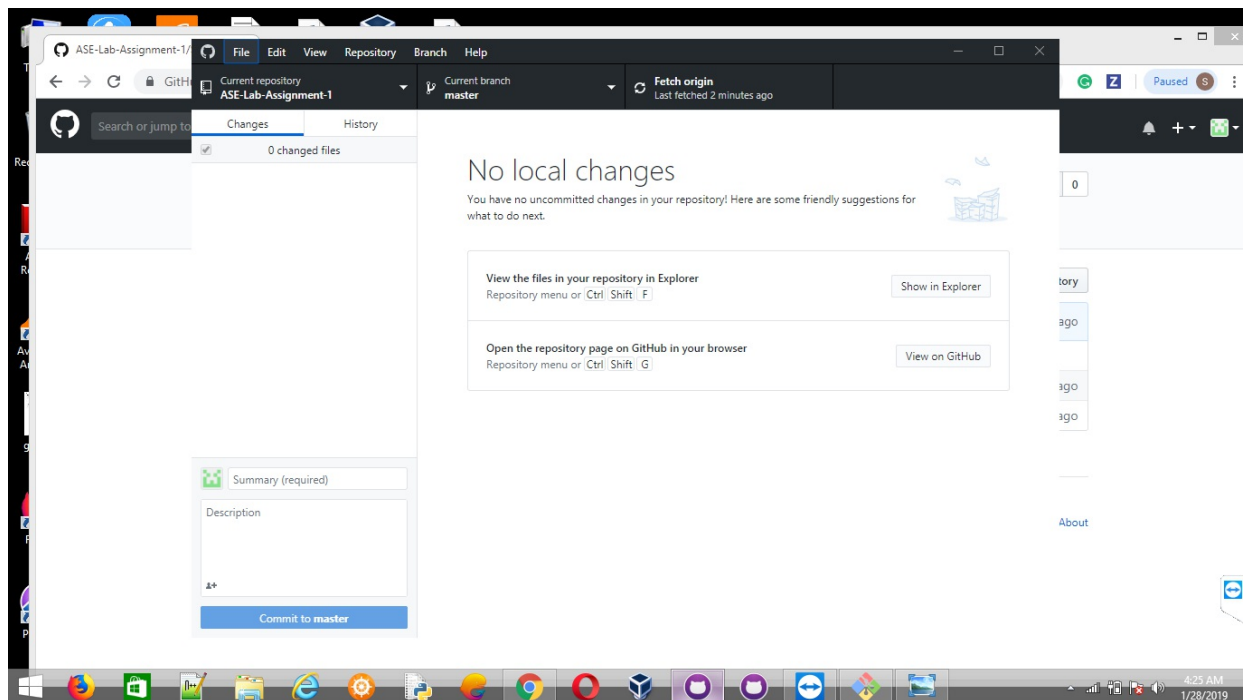 ASE-Lab-Assignment-1/
File Edit View Repository Branch Help
GitH
Current repository
ASE-Lab-Assignment-1
Current branch
master
Fetch origin
Last fetched 2 minutes ago
Paused S
Search or jump to
Changes History
0 changed files
0
No local changes
You have no uncommitted changes in your repository! Here are some friendly suggestions for
what to do next.
View the files in your repository in Explorer
Repository menu or Ctrl Shift F
Show in Explorer
tory
ago
Open the repository page on GitHub in your browser
Repository menu or Ctrl Shift G
View on GitHub
ago
ago
Summary (required)
Description
About
Commit to master
4:25 AM
1/28/2019